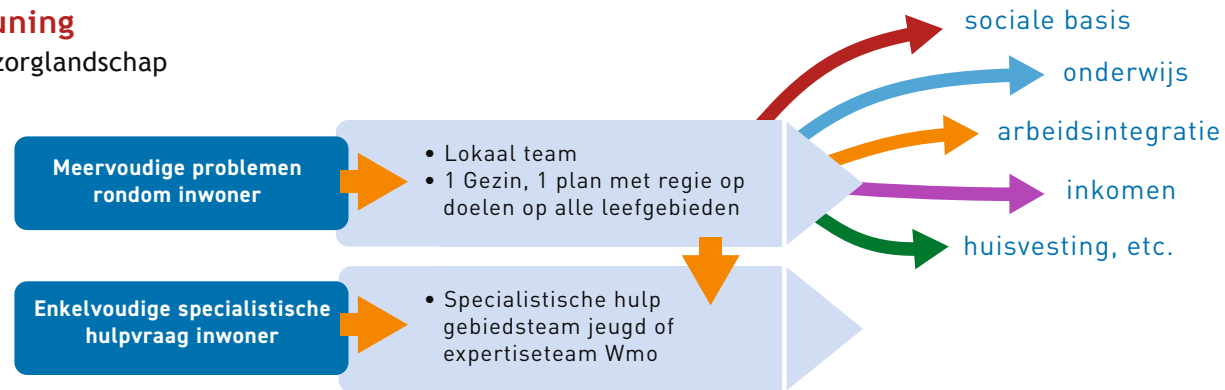 uning
zorglandschap
Meervoudige problemen
rondom inwoner
• Lokaal team
• 1 Gezin, 1 plan met regie op
doelen op alle leefgebieden
sociale basis
onderwijs
arbeidsintegratie
inkomen
huisvesting, etc.
Enkelvoudige specialistische
hulpvraag inwoner
• Specialistische hulp
gebiedsteam jeugd of
expertiseteam Wmo